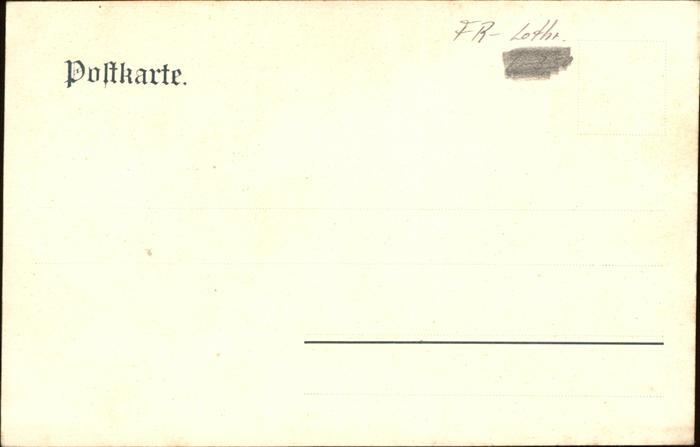 FR- Lothr.
Poſtkarte.